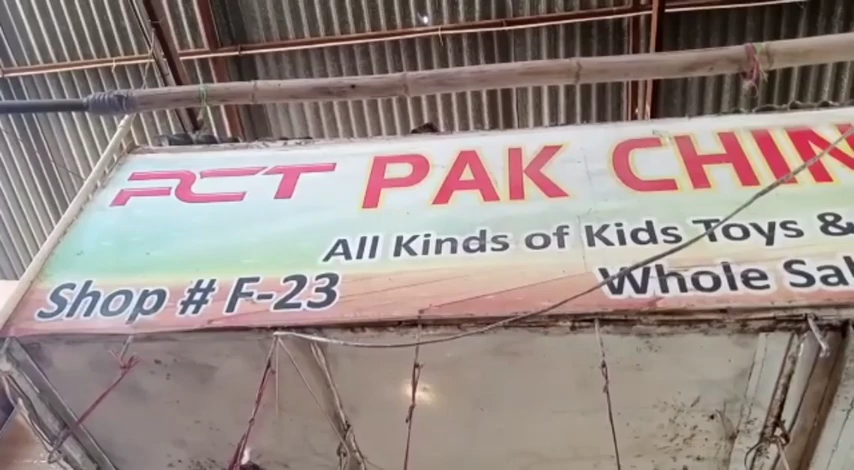 PCT PAK CHIN
All Kinds of Kids Toys &
Shop # F-23
Whole Sal